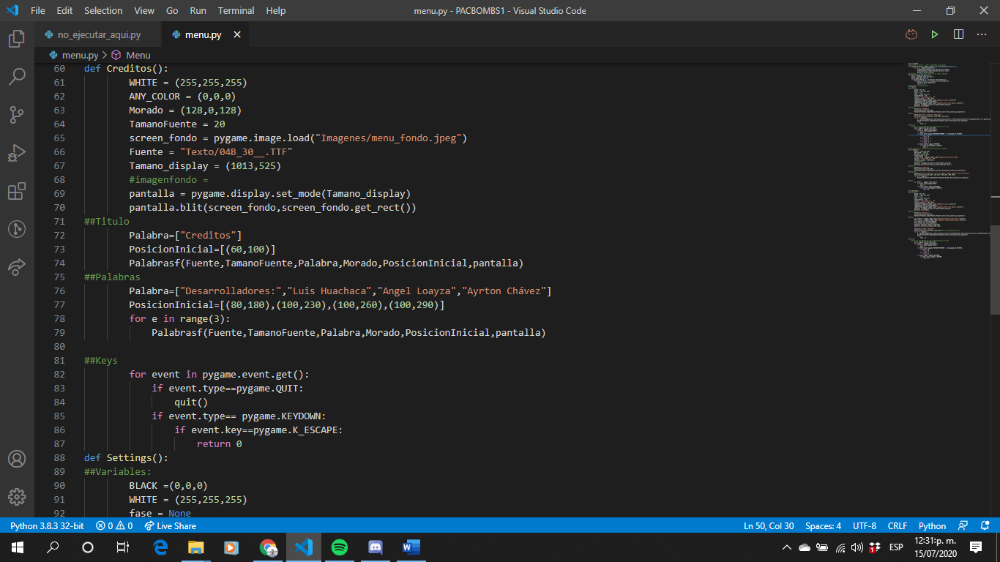 File Edit Selection View Go Run Terminal Help menu.py - PACBOMBS1 - Visual Studio Code
no_ejecutar_aqui.py menu.py
menu.py > Menu
60 def Creditos():
61 WHITE = (255,255,255)
62 ANY_COLOR = (0,0,0)
63 Morado = (128,0,128)
64 TamanoFuente = 20
65 screen_fondo = pygame.image.load("Imagenes/menu_fondo.jpeg")
66 Fuente = "Texto/04B_30__.TTF"
67 Tamano_display = (1013,525)
68 #imagenfondo =
69 pantalla = pygame.display.set_mode(Tamano_display)
70 pantalla.blit(screen_fondo,screen_fondo.get_rect())
71 ##Titulo
72 Palabra=["Creditos"]
73 PosicionInicial=[(60,100)]
74 Palabrasf(Fuente,TamanoFuente,Palabra,Morado,PosicionInicial,pantalla)
75 ##Palabras
76 Palabra=["Desarrolladores:","Luis Huachaca","Angel Loayza","Ayrton Chávez"]
77 PosicionInicial=[(80,180),(100,230),(100,260),(100,290)]
78 for e in range(3):
79 Palabrasf(Fuente,TamanoFuente,Palabra,Morado,PosicionInicial,pantalla)
80
81 ##Keys
82 for event in pygame.event.get():
83 if event.type==pygame.QUIT:
84 quit()
85 if event.type== pygame.KEYDOWN:
86 if event.key==pygame.K_ESCAPE:
87 return 0
88 def Settings():
89 ##Variables:
90 BLACK =(0,0,0)
91 WHITE = (255,255,255)
92 fase = None
Python 3.8.3 32-bit 0 0 Live Share Ln 50, Col 30 Spaces: 4 UTF-8 CRLF Python
ESP 12:31:p. m.
15/07/2020